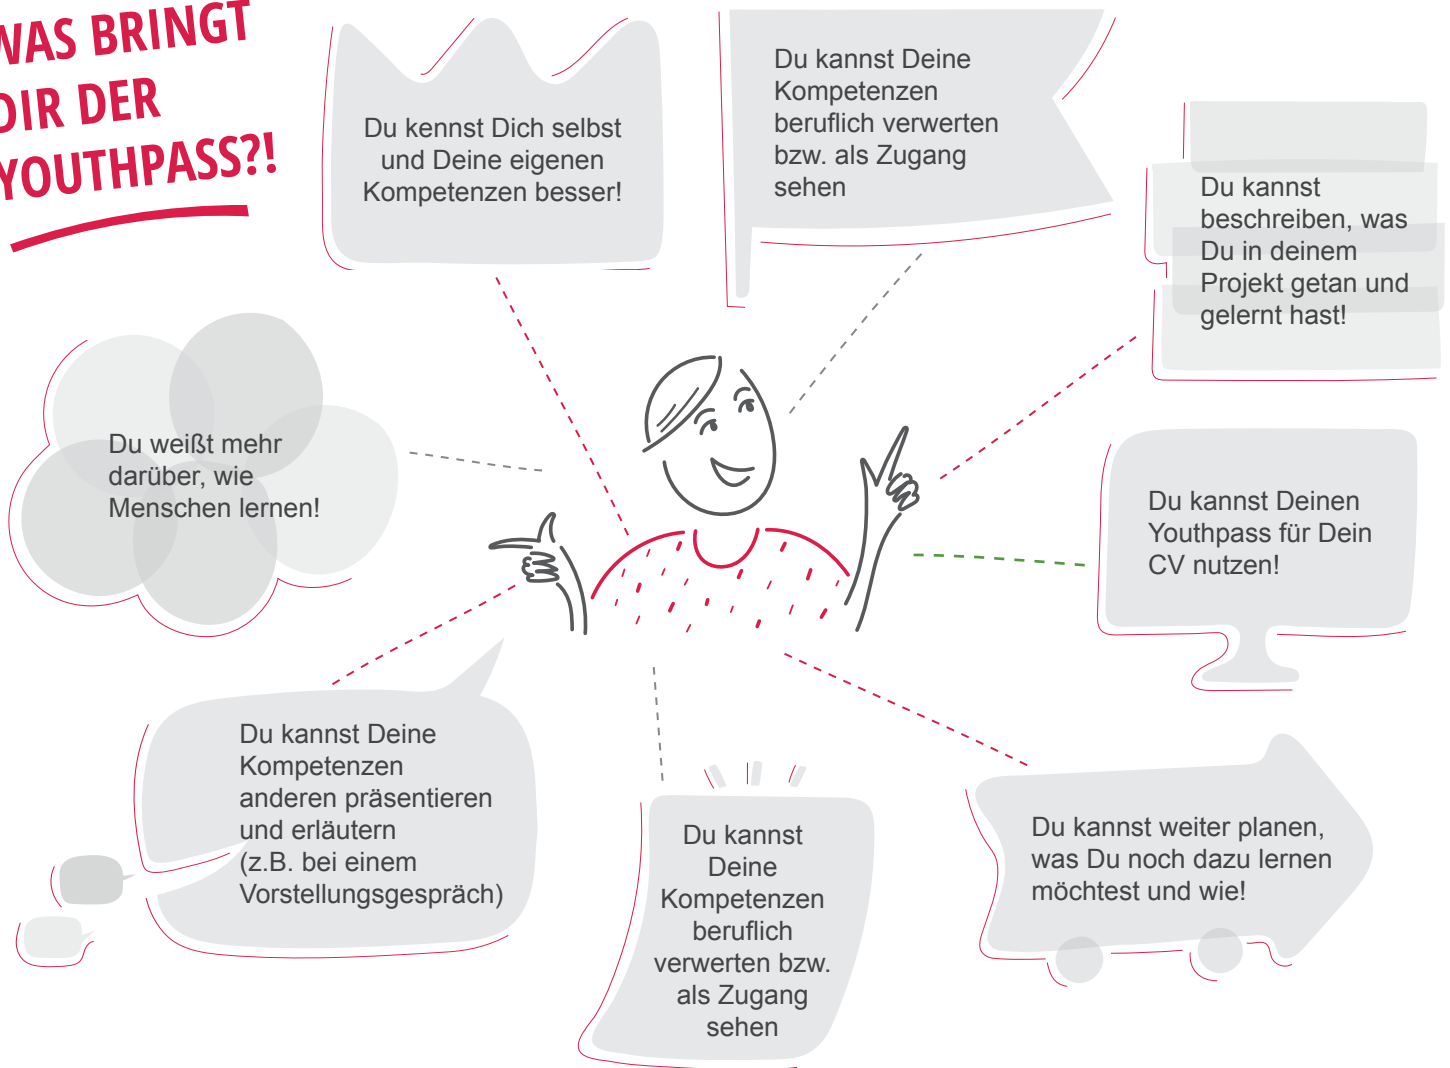 WAS BRINGT
DIR DER
YOUTHPASS?!
Du kennst Dich selbst
und Deine eigenen
Kompetenzen besser!
Du kannst Deine
Kompetenzen
beruflich verwerten
bzw. als Zugang
sehen
Du kannst
beschreiben, was
Du in deinem
Projekt getan und
gelernt hast!
Du weißt mehr
darüber, wie
Menschen lernen!
Du kannst Deinen
Youthpass für Dein
CV nutzen!
Du kannst Deine
Kompetenzen
anderen präsentieren
und erläutern
(z.B. bei einem
Vorstellungsgespräch)
Du kannst
Deine
Kompetenzen
beruflich
verwerten bzw.
als Zugang
sehen
Du kannst weiter planen,
was Du noch dazu lernen
möchtest und wie!